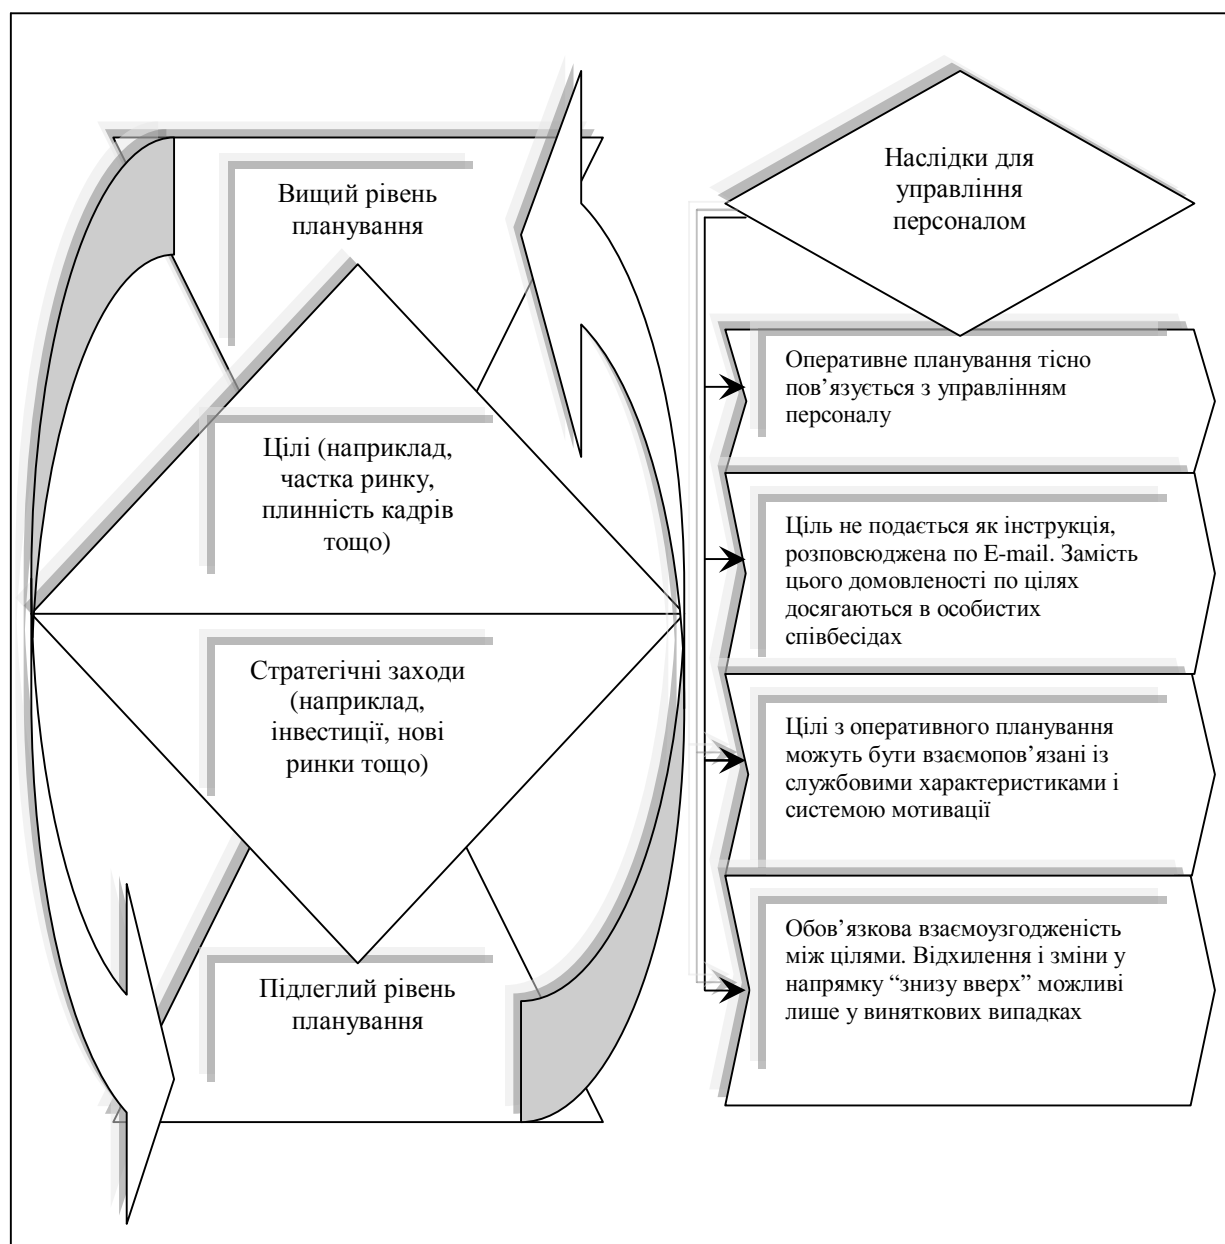 Вищий рівень
планування
Цілі (наприклад,
частка ринку,
плинність кадрів
тощо)
Стратегічні заходи
(наприклад,
інвестиції, нові
ринки тощо)
Підлеглий рівень
планування
Наслідки для
управління
персоналом
Оперативне планування тісно
пов’язується з управлінням
персоналу
Ціль не подається як інструкція,
розповсюджена по E-mail. Замість
цього домовленості по цілях
досягаються в особистих
співбесідах
Цілі з оперативного планування
можуть бути взаємопов’язані із
службовими характеристиками і
системою мотивації
Обов’язкова взаємоузгодженість
між цілями. Відхилення і зміни у
напрямку “знизу вверх” можливі
лише у виняткових випадках